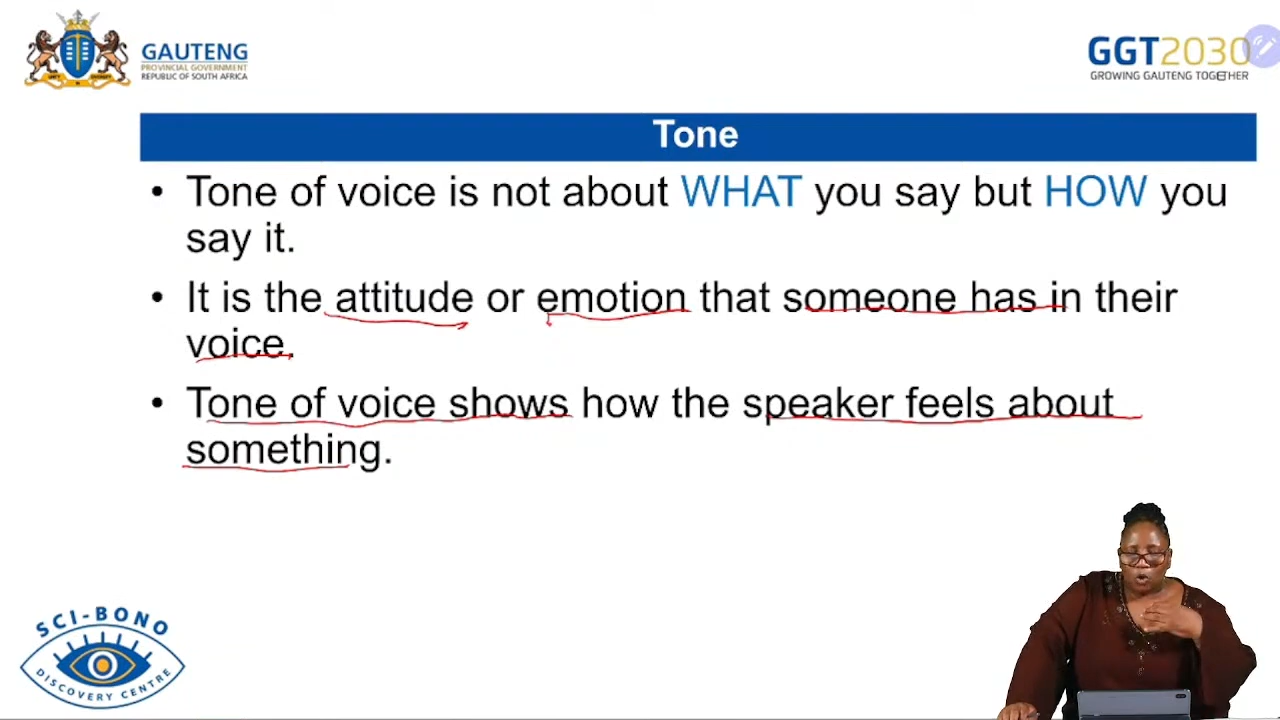 GAUTENG
PROVINCIAL GOVERNMENT
REPUBLIC OF SOUTH AFRICA
GGT2030
GROWING GAUTENG TOGETHER
Tone
• Tone of voice is not about WHAT you say but HOW you
say it.
• It is the attitude or emotion that someone has in their
voice.
• Tone of voice shows how the speaker feels about
something.
SCI-BONO
DISCOVERY CENTRE